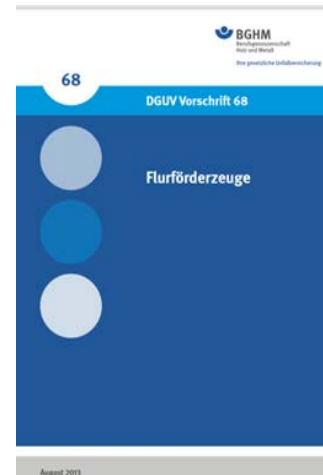 BGHM
Berufsgenossenschaft
Holz und Metall
Ihre gesetzliche Unfallversicherung
68
DGUV Vorschrift 68
Flurförderzeuge
August 2013